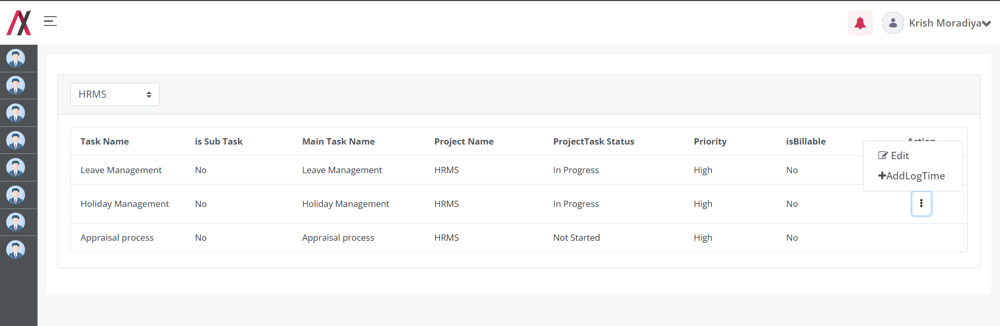 Krish Moradiya
HRMS
Task Name is Sub Task Main Task Name Project Name ProjectTask Status Priority isBillable Action
Edit
Leave Management No Leave Management HRMS In Progress High No
AddLogTime
Holiday Management No Holiday Management HRMS In Progress High No
Appraisal process No Appraisal process HRMS Not Started High No